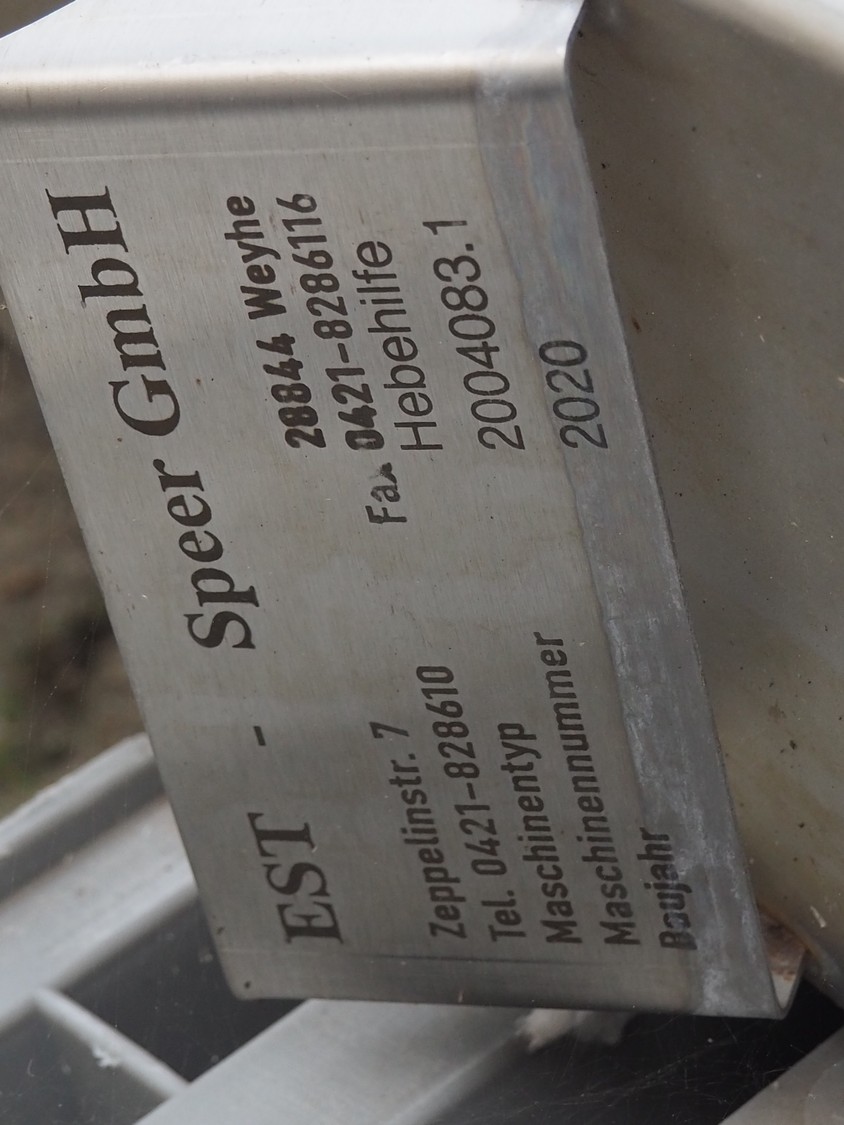 EST - Speer GmbH
Zeppelinstr. 7 28844 Weyhe
Tel. 0421-828610 Fax 0421-8286116
Maschinentyp Hebehilfe
Maschinennummer 2004083.1
Baujahr 2020